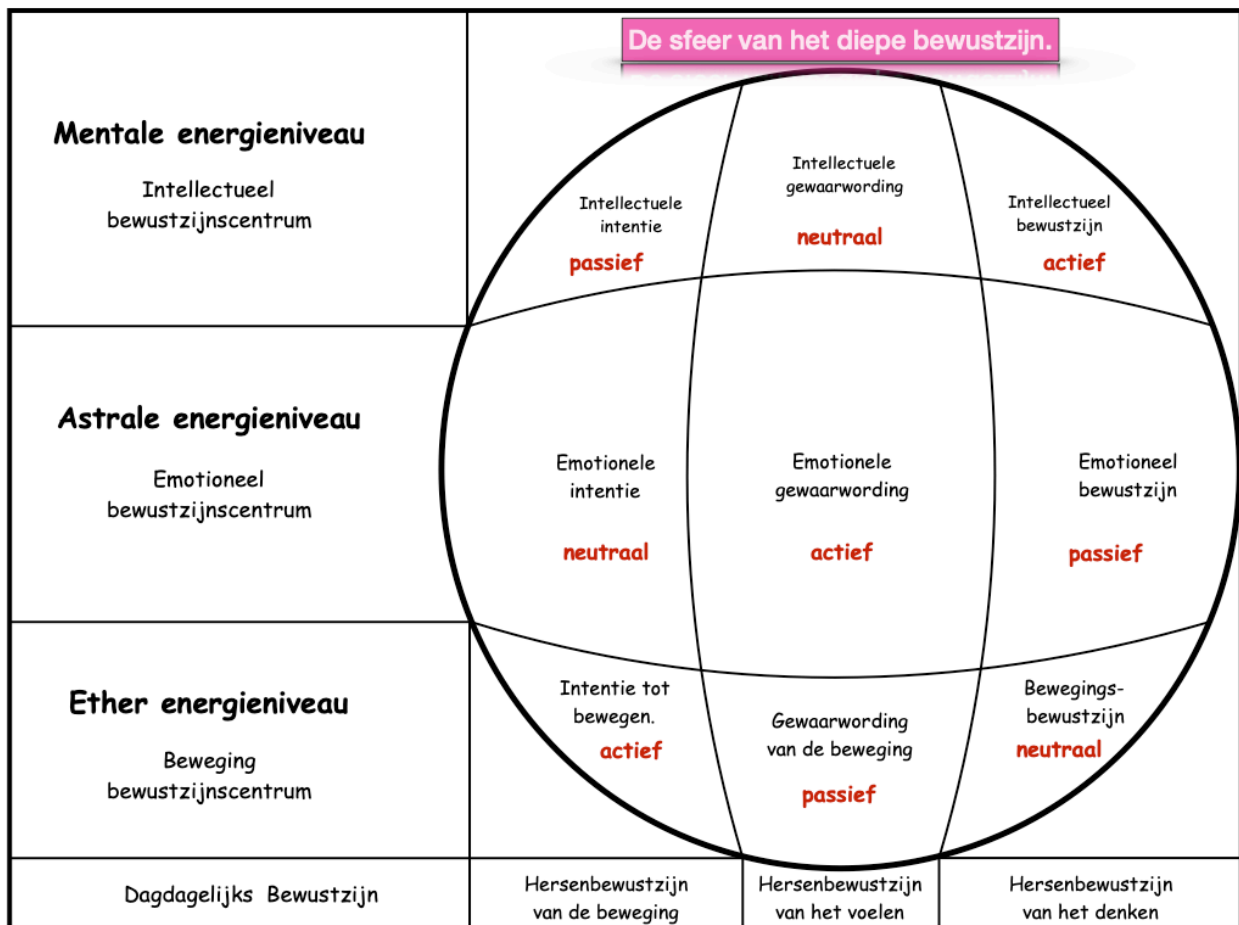 De sfeer van het diepe bewustzijn.
Mentale energieniveau
Intellectueel
bewustzijnscentrum
Intellectuele
intentie
passief
Intellectuele
gewaarwording
neutraal
Intellectueel
bewustzijn
actief
Astrale energieniveau
Emotioneel
bewustzijnscentrum
Emotionele
intentie
neutraal
Emotionele
gewaarwording
actief
Emotioneel
bewustzijn
passief
Ether energieniveau
Beweging
bewustzijnscentrum
Intentie tot
bewegen.
actief
Gewaarwording
van de beweging
passief
Bewegings-
bewustzijn
neutraal
Dagdagelijks Bewustzijn
Hersenbewustzijn
van de beweging
Hersenbewustzijn
van het voelen
Hersenbewustzijn
van het denken